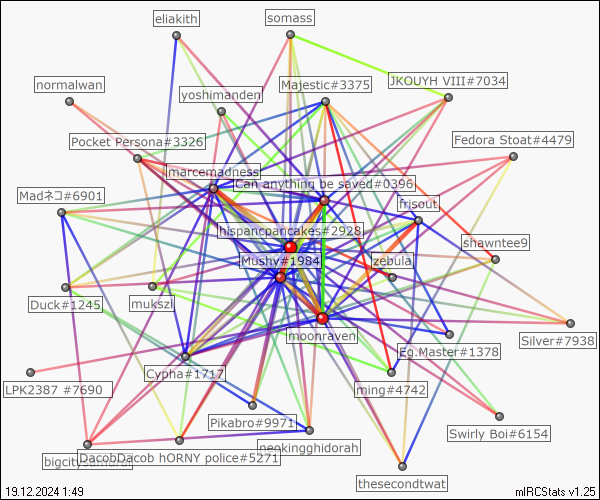 eliakith
somass
normalwan
yoshimanden
Majestic#3375
JKOUYH VIII#7034
Pocket Persona#3326
Fedora Stoat#4479
marcemadness
Can anything be saved#0396
Madネコ#6901
frisout
hispancpancakes#2928
shawntee9
Mushy#1984
zebula
Duck#1245
mukszi
moonraven
Silver#7938
Eg.Master#1378
Cypha#1717
LPK2387 #7690
ming#4742
Pikabro#9971
Swirly Boi#6154
neokingghidorah
bigcitysamurai
DacobDacob hORNY police#5271
thesecondtwat
19.12.2024 1:49
mIRCStats v1.25